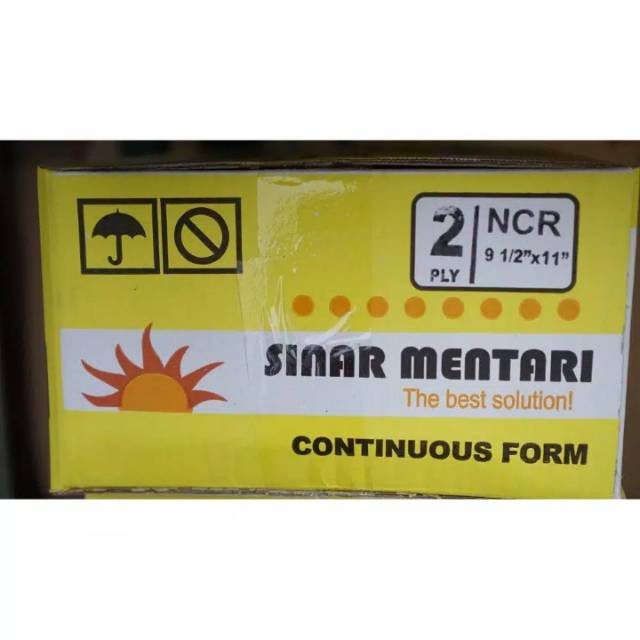 2 PLY
NCR
9 1/2"x11"
SINAR MENTARI
The best solution!
CONTINUOUS FORM